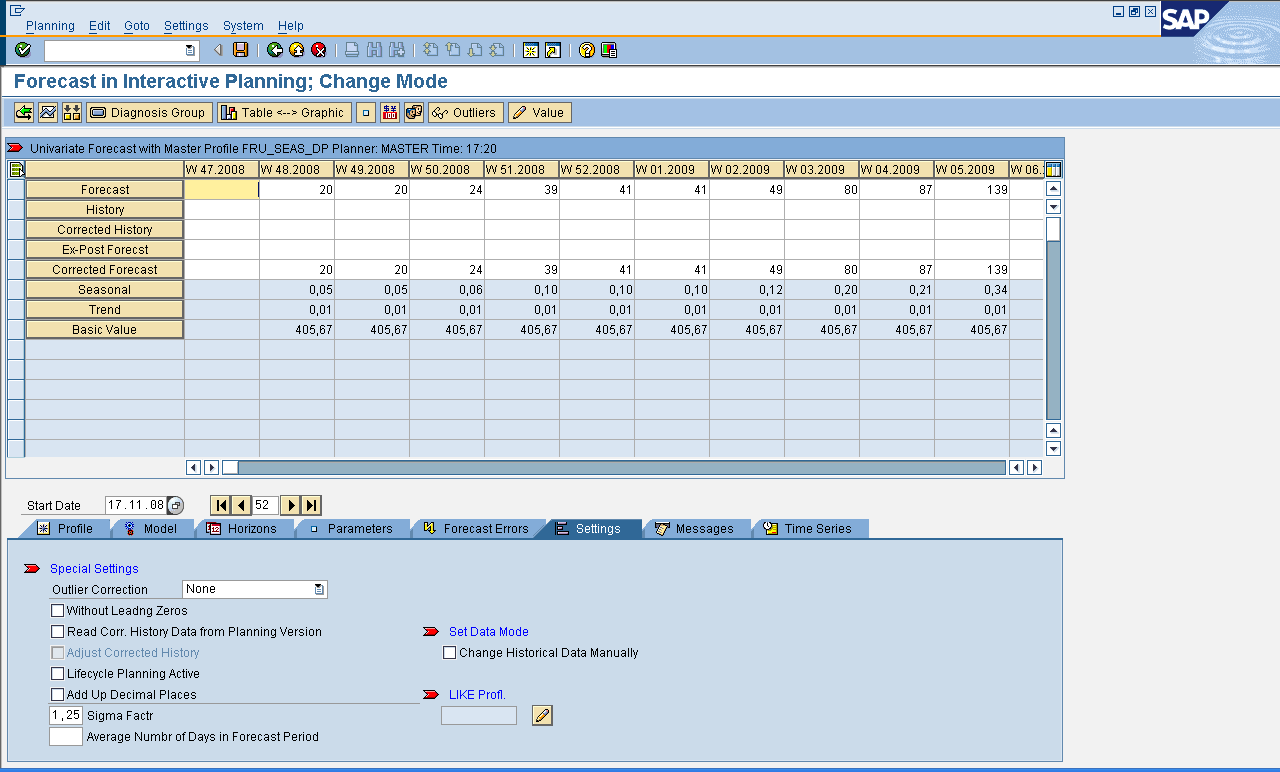 Planning Edit Goto Settings System Help
SAP
Forecast in Interactive Planning; Change Mode
Diagnosis Group Table <--> Graphic Outliers Value
Univariate Forecast with Master Profile FRU_SEAS_DP Planner: MASTER Time: 17:20
W 47.2008 W 48.2008 W 49.2008 W 50.2008 W 51.2008 W 52.2008 W 01.2009 W 02.2009 W 03.2009 W 04.2009 W 05.2009 W 06.
Forecast 20 20 24 39 41 41 49 80 87 139
History
Corrected History
Ex-Post Forecst
Corrected Forecast 20 20 24 39 41 41 49 80 87 139
Seasonal 0,05 0,05 0,06 0,10 0,10 0,10 0,12 0,20 0,21 0,34
Trend 0,01 0,01 0,01 0,01 0,01 0,01 0,01 0,01 0,01 0,01
Basic Value 405,67 405,67 405,67 405,67 405,67 405,67 405,67 405,67 405,67 405,67
Start Date 17.11.08 52
Profile Model Horizons Parameters Forecast Errors Settings Messages Time Series
Special Settings
Outlier Correction None
Without Leadng Zeros
Read Corr. History Data from Planning Version Set Data Mode
Adjust Corrected History Change Historical Data Manually
Lifecycle Planning Active
Add Up Decimal Places LIKE Profl.
1,25 Sigma Factr
Average Numbr of Days in Forecast Period